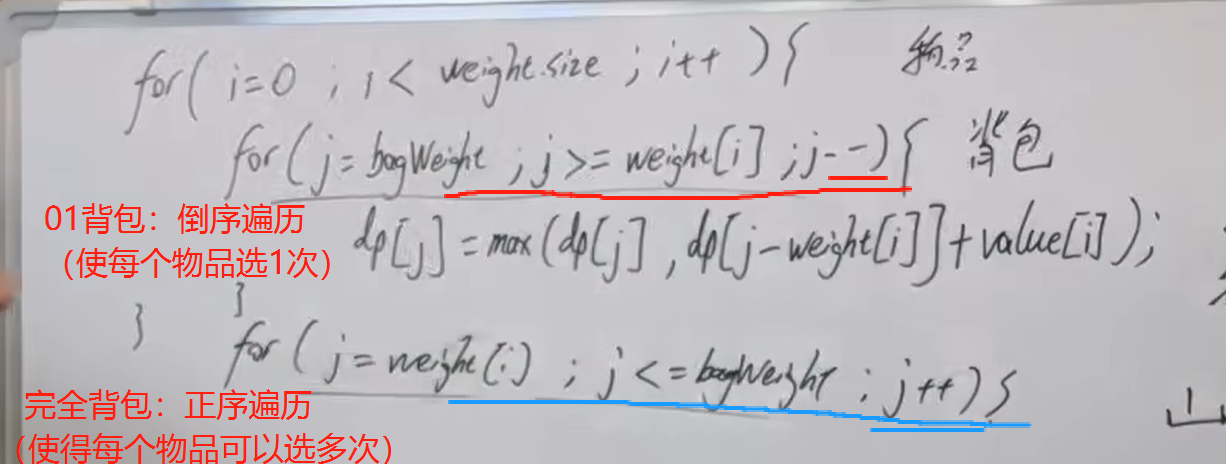 for( i=0 ; i< weight.size ; i++ ){ 物品
for( j=bagWeight ; j>=weight[i] ; j--){ 背包
01背包：倒序遍历
（使每个物品选1次）
dp[j]=max(dp[j] , dp[j-weight[i]]+value[i]);
}
}
for( j=weight(i) ; j<=bagWeight ; j++){
完全背包：正序遍历
（使得每个物品可以选多次）